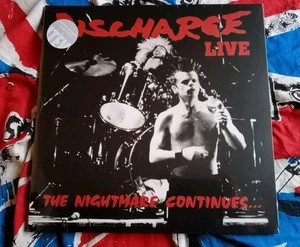 DISCHARGE
LIVE
THE NIGHTMARE CONTINUES...